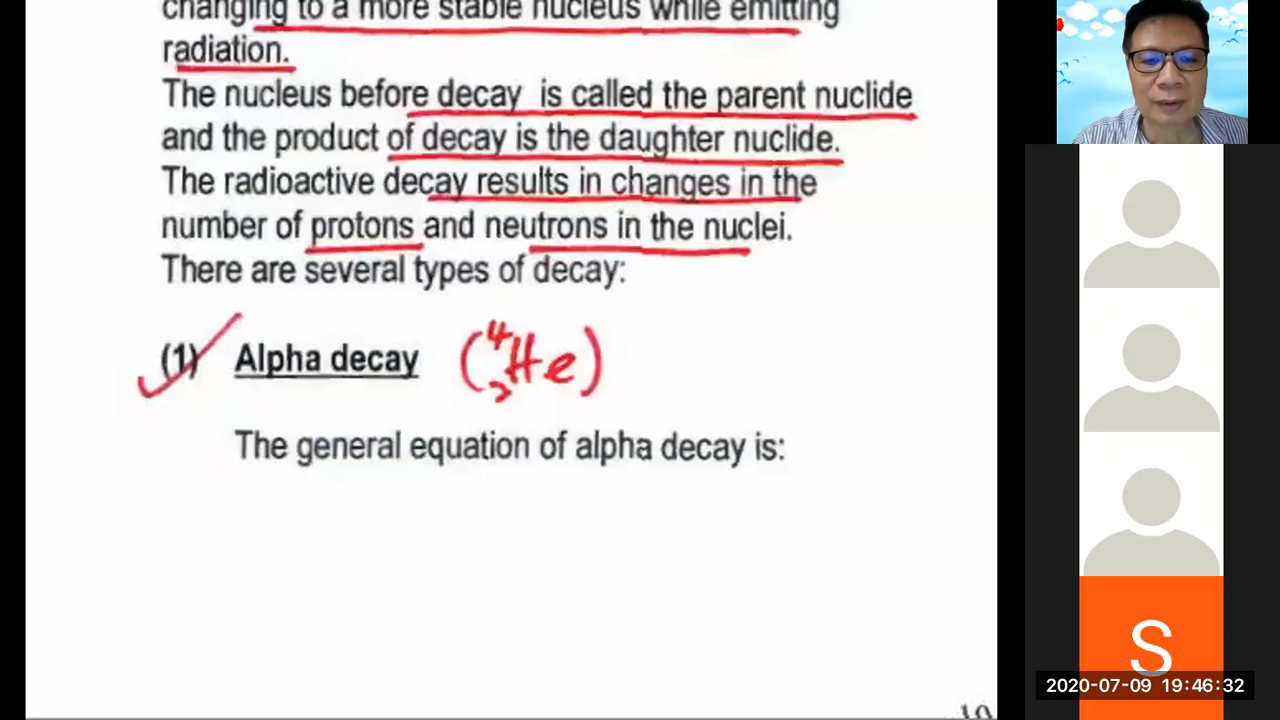 changing to a more stable nucleus while emitting
radiation.
The nucleus before decay is called the parent nuclide
and the product of decay is the daughter nuclide.
The radioactive decay results in changes in the
number of protons and neutrons in the nuclei.
There are several types of decay:
(1) Alpha decay (⁴₂He)
The general equation of alpha decay is:
10
S
2020-07-09 19:46:32